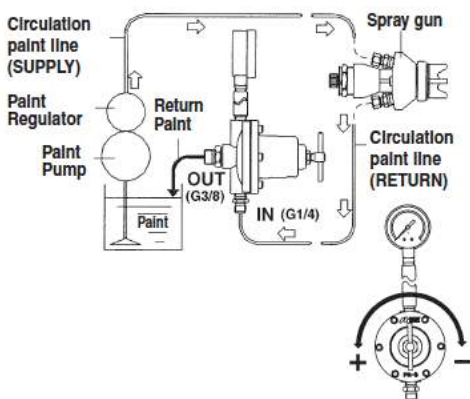 Circulation
paint line
(SUPPLY)
Spray gun
Paint
Regulator
Return
Paint
Paint
Pump
OUT
(G3/8)
IN (G1/4)
Paint
Circulation
paint line
(RETURN)
+
−